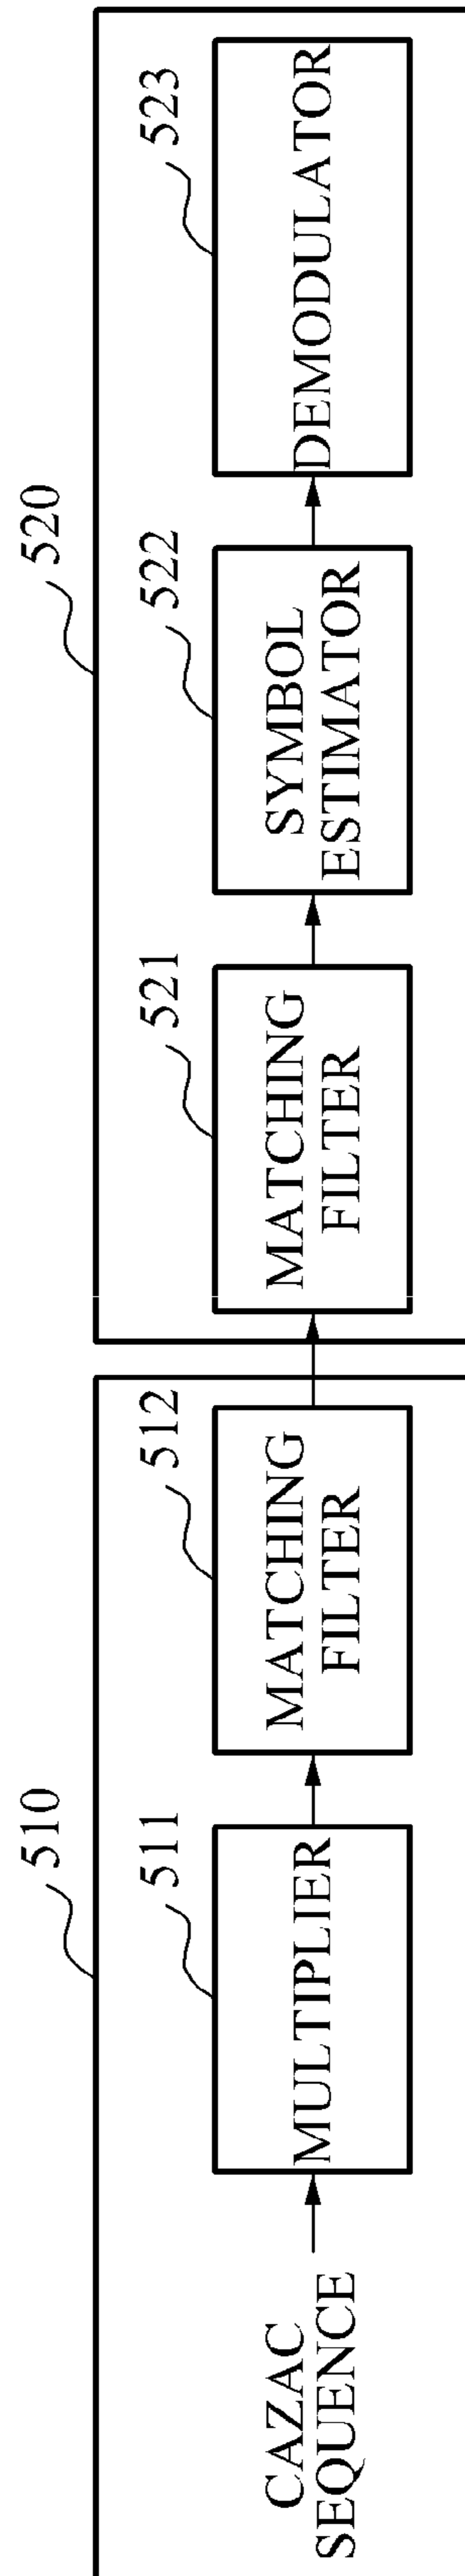 510
520
511
512
521
522
523
CAZAC
SEQUENCE
MULTIPLIER
MATCHING
FILTER
MATCHING
FILTER
SYMBOL
ESTIMATOR
DEMODULATOR